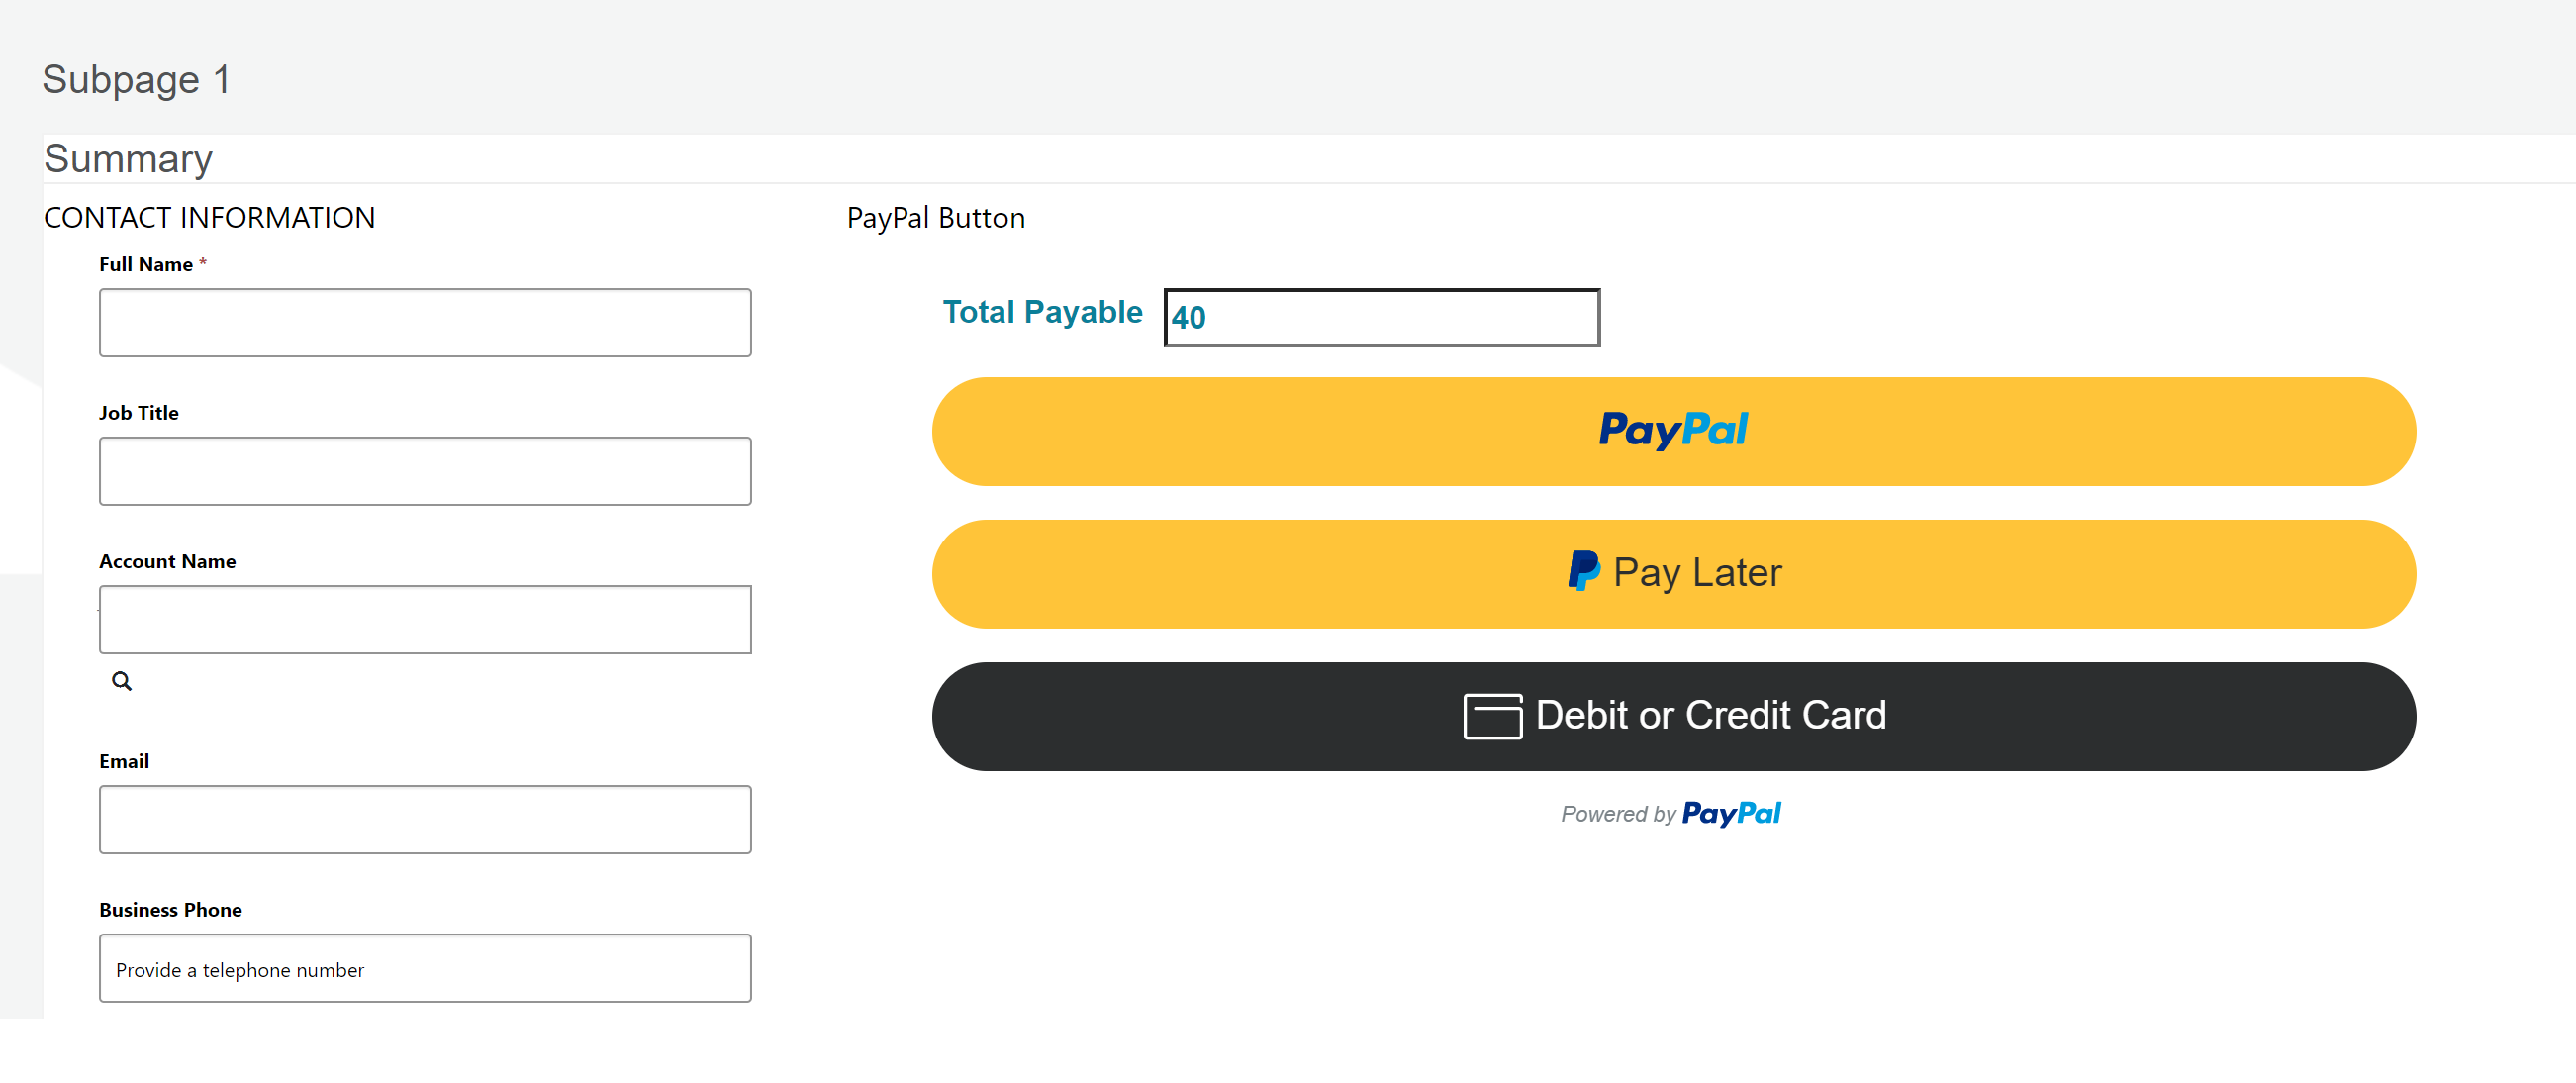 Subpage 1
Summary
CONTACT INFORMATION
Full Name *
Job Title
Account Name
Email
Business Phone
Provide a telephone number
PayPal Button
Total Payable 40
PayPal
Pay Later
Debit or Credit Card
Powered by PayPal